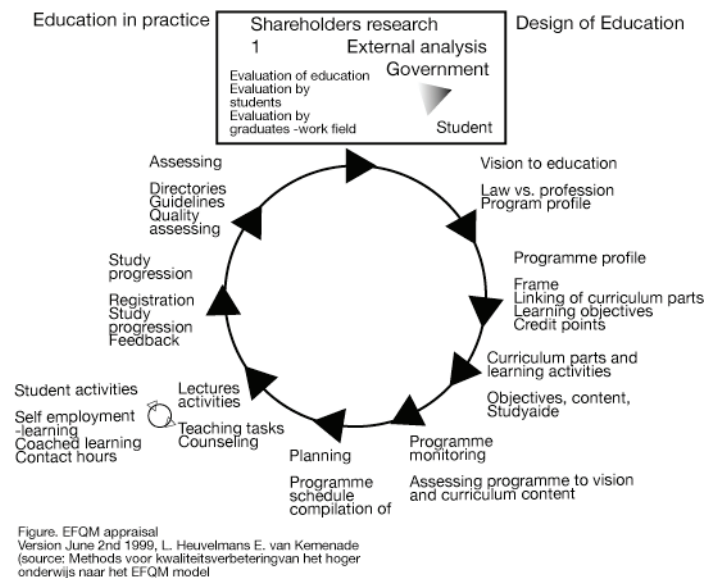 Education in practice
Shareholders research
Design of Education
1 External analysis
Government
Evaluation of education
Evaluation by
students
Evaluation by
graduates -work field
Student
Assessing
Directories
Guidelines
Quality
assessing
Vision to education
Law vs. profession
Program profile
Study
progression
Registration
Study
progression
Feedback
Programme profile
Frame
Linking of curriculum parts
Learning objectives
Credit points
Curriculum parts and
learning activities
Objectives, content,
Studyaide
Student activities
Self employment
-learning
Coached learning
Contact hours
Lectures
activities
Teaching tasks
Counseling
Planning
Programme
schedule
compilation of
Programme
monitoring
Assessing programme to vision
and curriculum content
Figure. EFQM appraisal
Version June 2nd 1999, L. Heuvelmans E. van Kemenade
(source: Methods voor kwaliteitsverbeteringvan het hoger
onderwijs naar het EFQM model